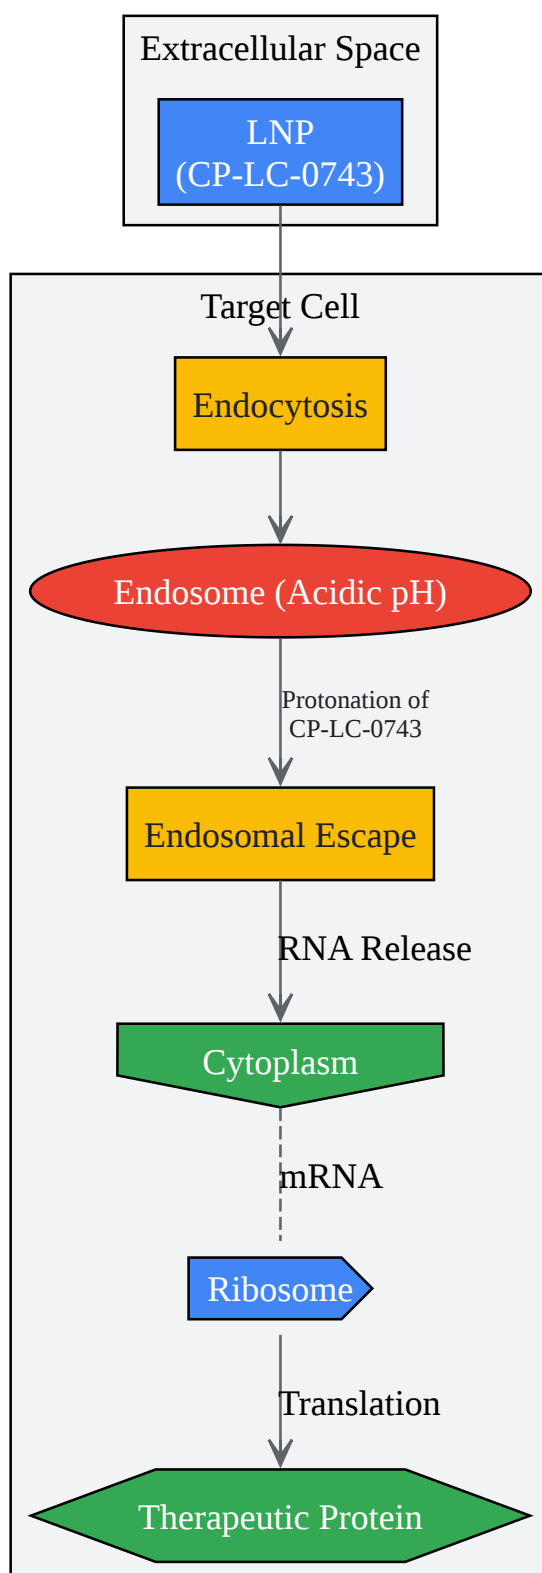 Extracellular Space
LNP
(CP-LC-0743)
Target Cell
Endocytosis
Endosome (Acidic pH)
Protonation of
CP-LC-0743
Endosomal Escape
RNA Release
Cytoplasm
mRNA
Ribosome
Translation
Therapeutic Protein